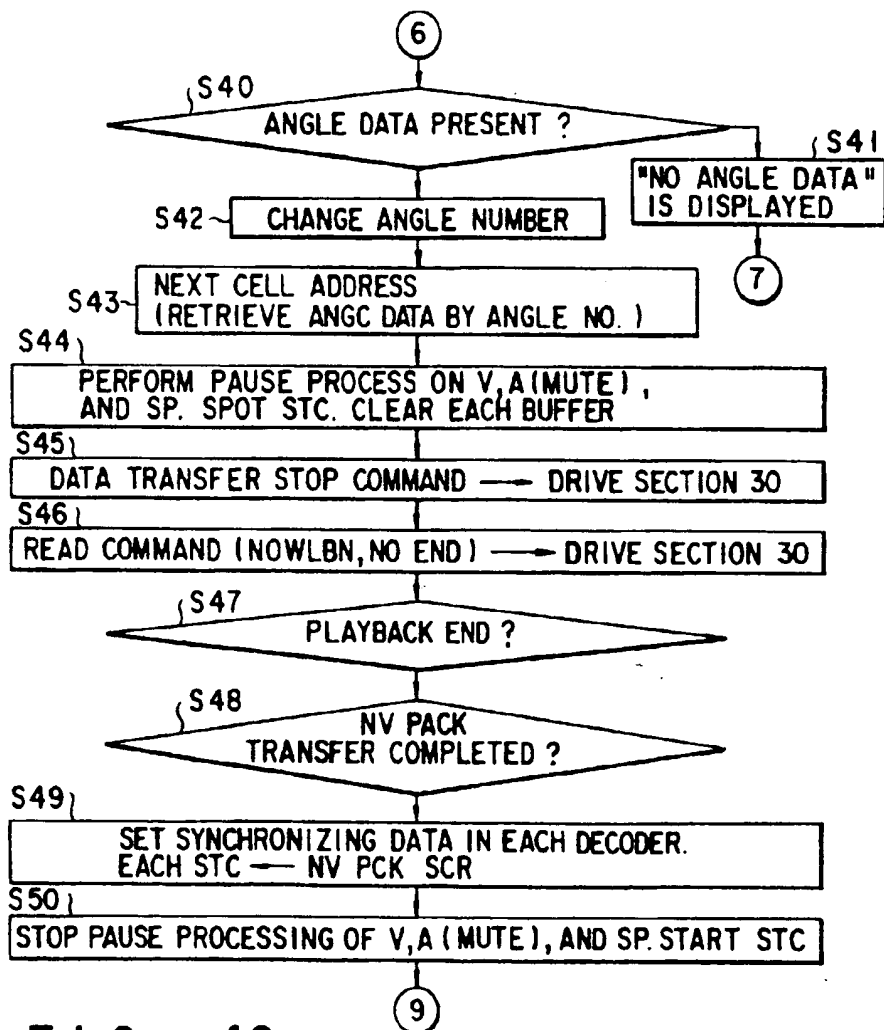 6
S40
ANGLE DATA PRESENT ?
S41
"NO ANGLE DATA"
IS DISPLAYED
7
S42
CHANGE ANGLE NUMBER
S43
NEXT CELL ADDRESS
(RETRIEVE ANGC DATA BY ANGLE NO. )
S44
PERFORM PAUSE PROCESS ON V,A (MUTE) ,
AND SP. SPOT STC. CLEAR EACH BUFFER
S45
DATA TRANSFER STOP COMMAND → DRIVE SECTION 30
S46
READ COMMAND (NOWLBN, NO END) → DRIVE SECTION 30
S47
PLAYBACK END ?
S48
NV PACK
TRANSFER COMPLETED ?
S49
SET SYNCHRONIZING DATA IN EACH DECODER.
EACH STC ← NV PCK SCR
S50
STOP PAUSE PROCESSING OF V,A (MUTE), AND SP. START STC
9